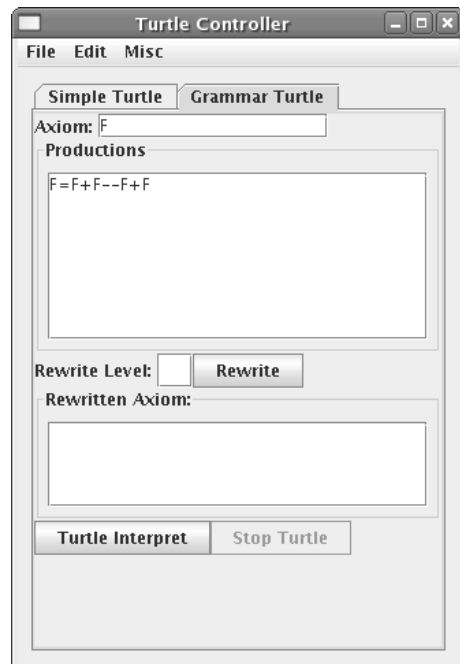 Turtle Controller
File Edit Misc
Simple Turtle Grammar Turtle
Axiom: F
Productions
F=F+F--F+F
Rewrite Level: Rewrite
Rewritten Axiom:
Turtle Interpret Stop Turtle